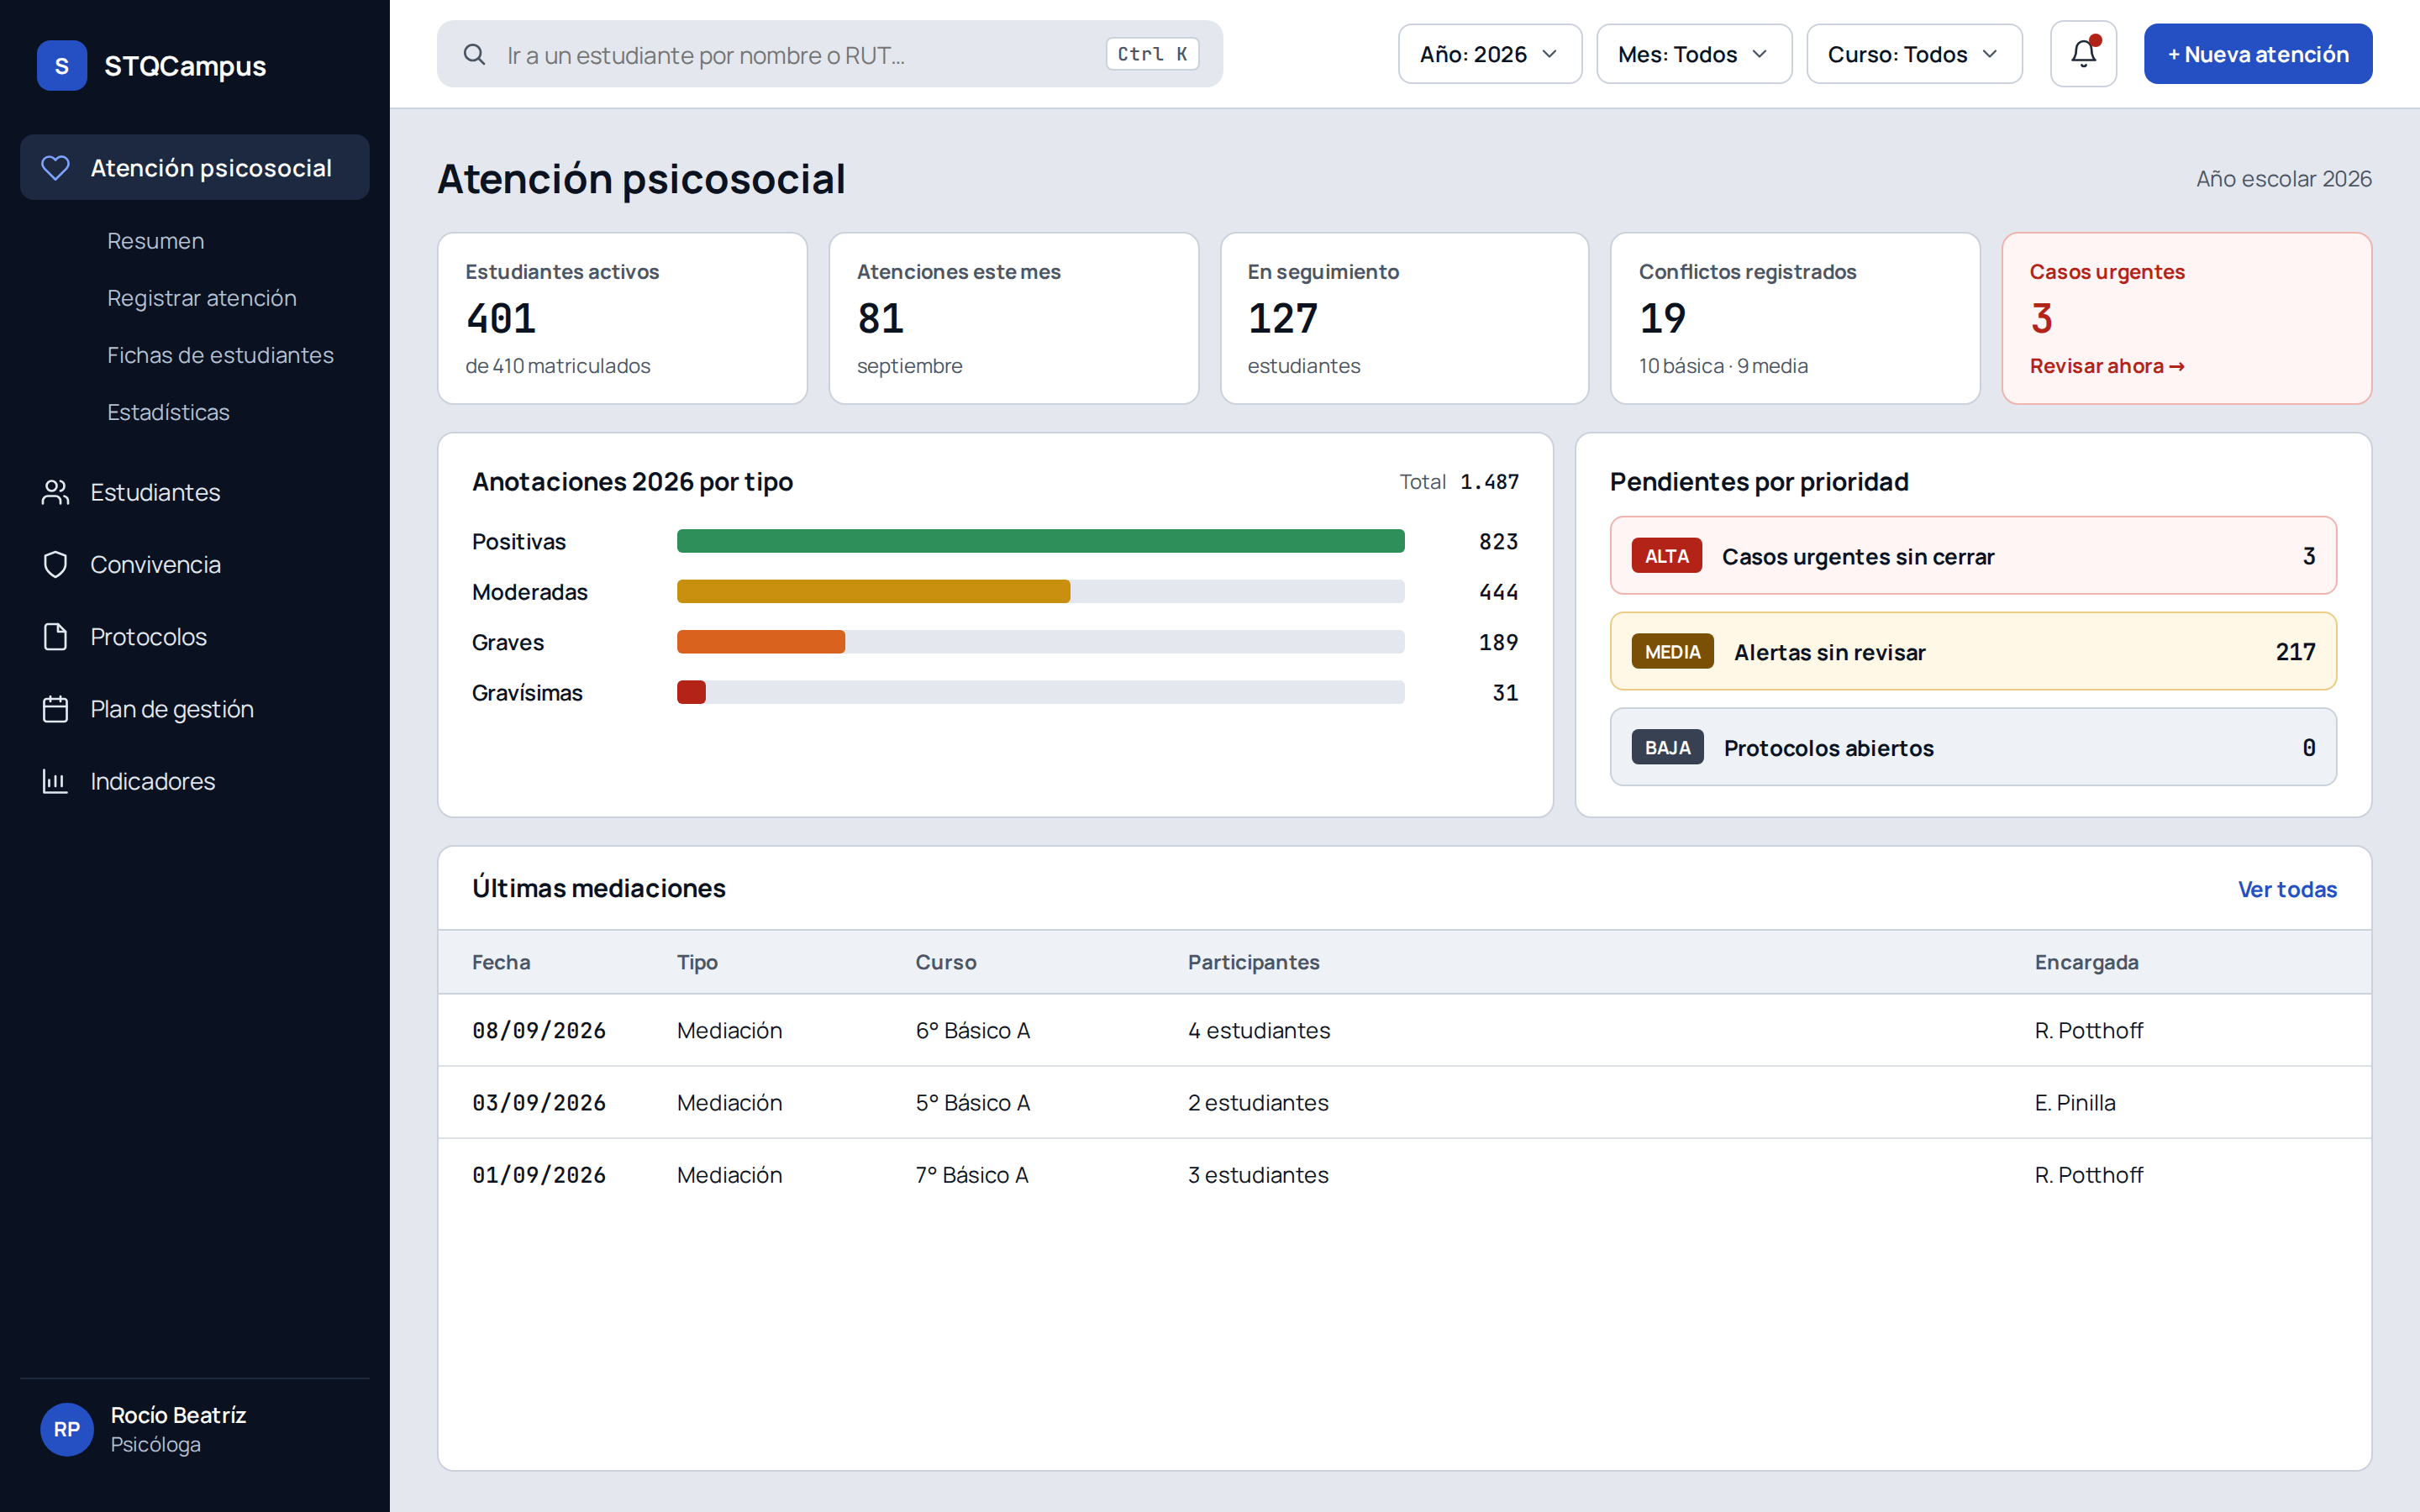 S STQCampus
Ir a un estudiante por nombre o RUT... Ctrl K
Año: 2026 Mes: Todos Curso: Todos + Nueva atención
Atención psicosocial
Resumen
Registrar atención
Fichas de estudiantes
Estadísticas
Estudiantes
Convivencia
Protocolos
Plan de gestión
Indicadores
RP Rocío Beatríz
Psicóloga
Atención psicosocial Año escolar 2026
Estudiantes activos
401
de 410 matriculados
Atenciones este mes
81
septiembre
En seguimiento
127
estudiantes
Conflictos registrados
19
10 básica · 9 media
Casos urgentes
3
Revisar ahora →
Anotaciones 2026 por tipo Total 1.487
Positivas 823
Moderadas 444
Graves 189
Gravísimas 31
Pendientes por prioridad
ALTA Casos urgentes sin cerrar 3
MEDIA Alertas sin revisar 217
BAJA Protocolos abiertos 0
Últimas mediaciones Ver todas
Fecha Tipo Curso Participantes Encargada
08/09/2026 Mediación 6° Básico A 4 estudiantes R. Potthoff
03/09/2026 Mediación 5° Básico A 2 estudiantes E. Pinilla
01/09/2026 Mediación 7° Básico A 3 estudiantes R. Potthoff